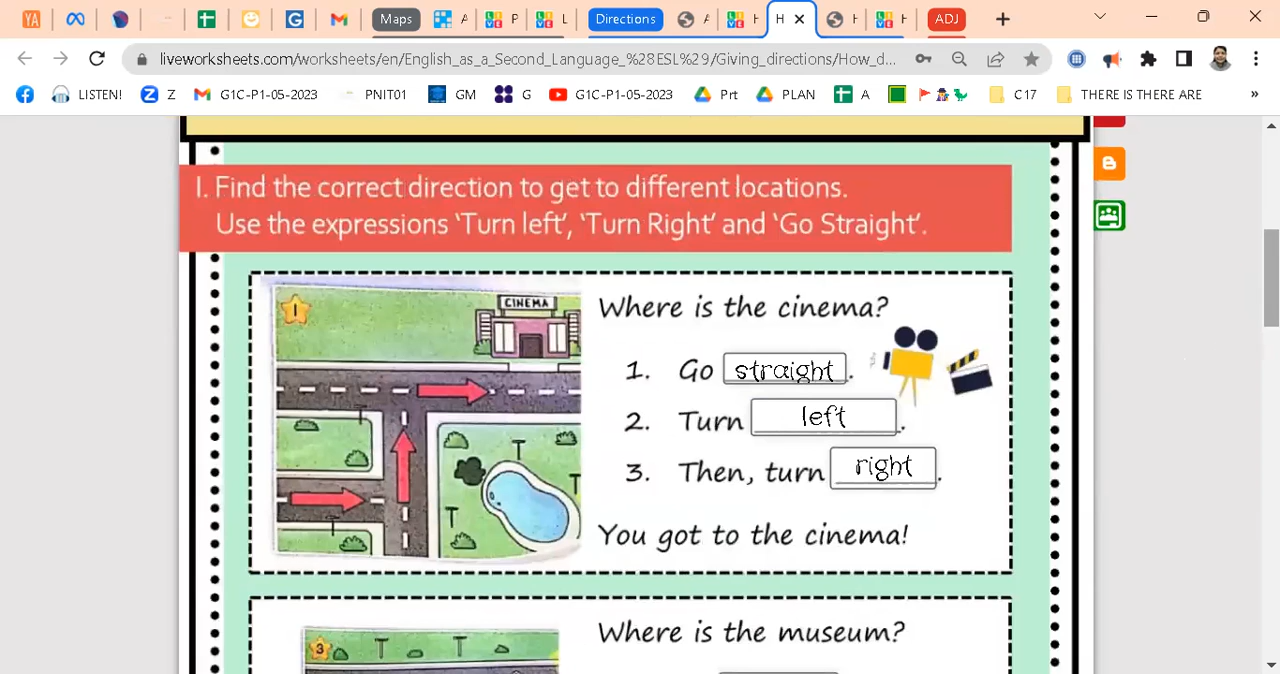 YA
Maps
A
P
L
Directions
A
H
H
H
H
ADJ
liveworksheets.com/worksheets/en/English_as_a_Second_Language_%28ESL%29/Giving_directions/How_d...
LISTEN!
Z
G1C-P1-05-2023
PNIT01
GM
G
G1C-P1-05-2023
Prt
PLAN
A
C17
THERE IS THERE ARE
»
I. Find the correct direction to get to different locations.
Use the expressions ‘Turn left’, ‘Turn Right’ and ‘Go Straight’.
1
CINEMA
Where is the cinema?
1. Go straight.
2. Turn left.
3. Then, turn right.
You got to the cinema!
3
Where is the museum?